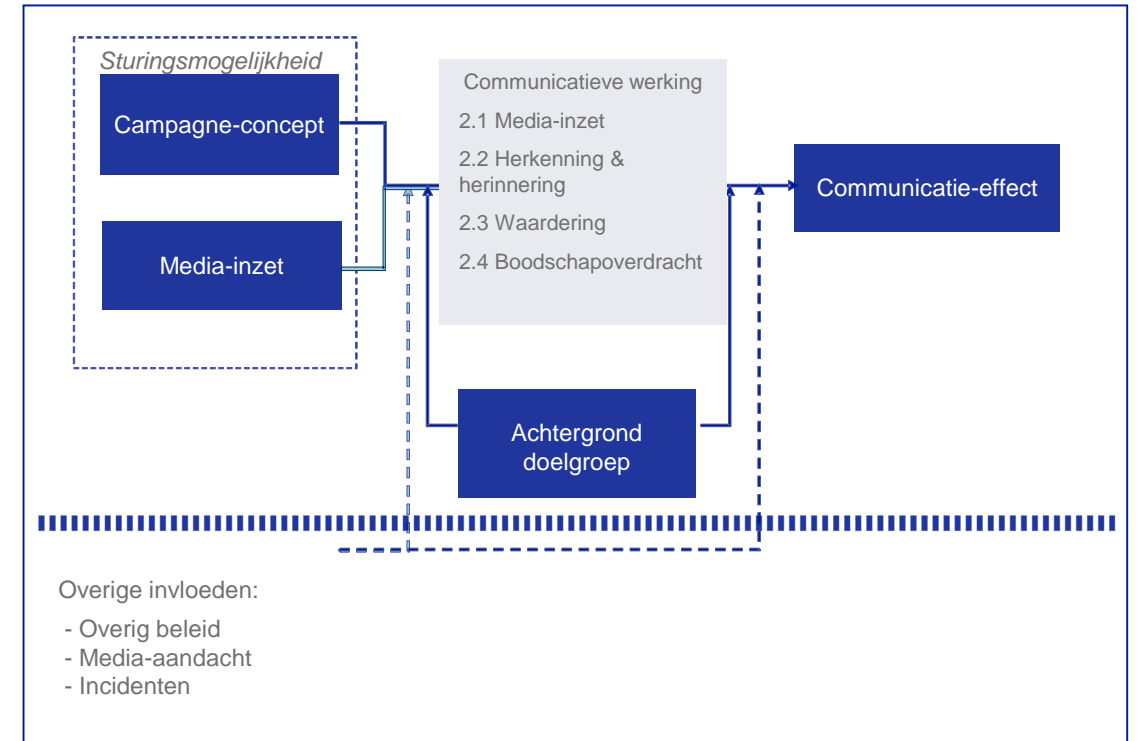 Sturingsmogelijkheid
Campagne-concept
Media-inzet
Communicatieve werking
2.1 Media-inzet
2.2 Herkenning &
herinnering
2.3 Waardering
2.4 Boodschapoverdracht
Communicatie-effect
Achtergrond
doelgroep
Overige invloeden:
- Overig beleid
- Media-aandacht
- Incidenten